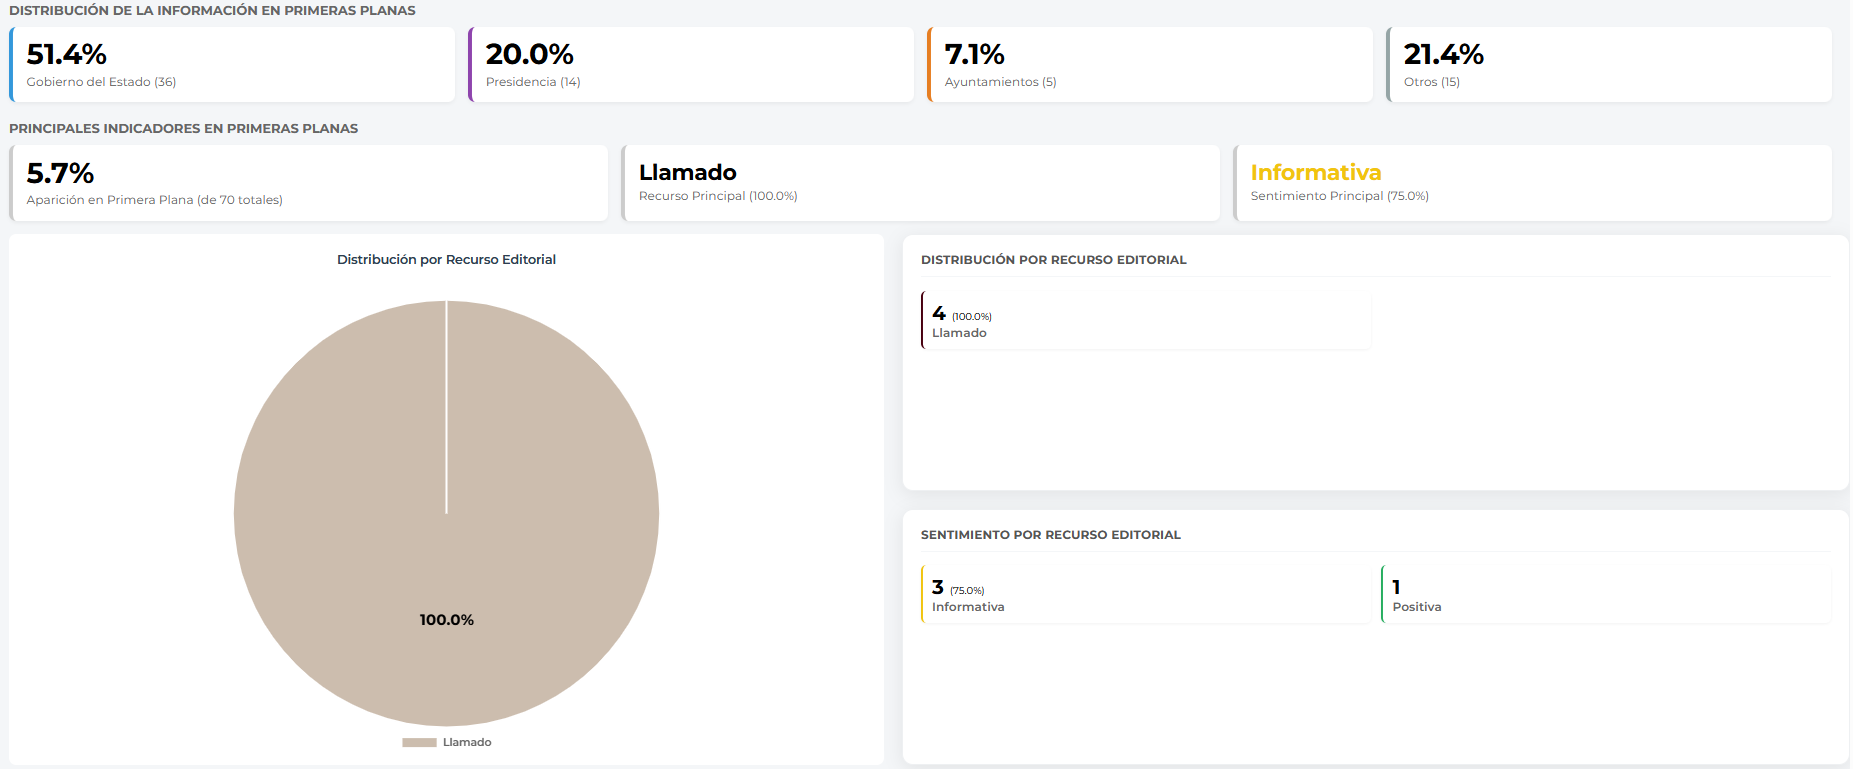 DISTRIBUCIÓN DE LA INFORMACIÓN EN PRIMERAS PLANAS
51.4%
Gobierno del Estado (36)
20.0%
Presidencia (14)
7.1%
Ayuntamientos (5)
21.4%
Otros (15)
PRINCIPALES INDICADORES EN PRIMERAS PLANAS
5.7%
Aparición en Primera Plana (de 70 totales)
Llamado
Recurso Principal (100.0%)
Informativa
Sentimiento Principal (75.0%)
Distribución por Recurso Editorial
100.0%
Llamado
DISTRIBUCIÓN POR RECURSO EDITORIAL
4 (100.0%)
Llamado
SENTIMIENTO POR RECURSO EDITORIAL
3 (75.0%)
Informativa
1
Positiva